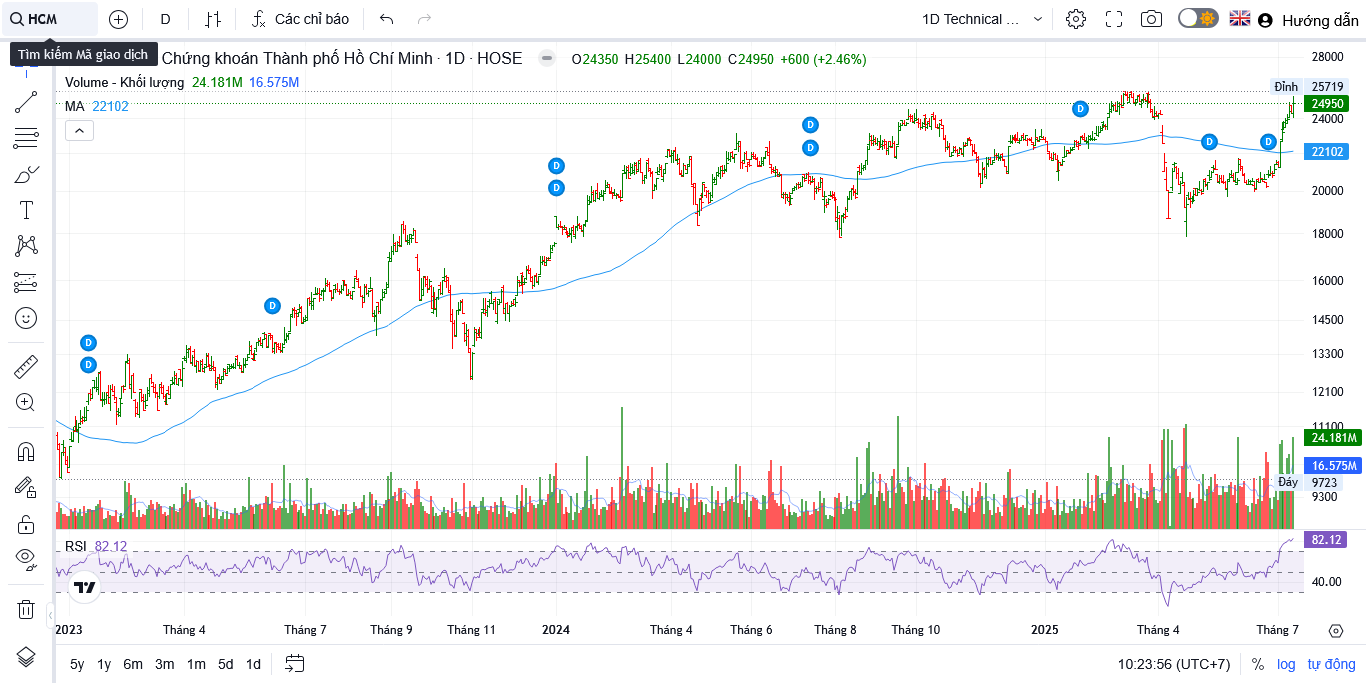 HCM
D
Các chỉ báo
1D Technical ...
Hướng dẫn
Tìm kiếm Mã giao dịch
Chứng khoán Thành phố Hồ Chí Minh · 1D · HOSE
O24350 H25400 L24000 C24950 +600 (+2.46%)
Volume - Khối lượng 24.181M 16.575M
MA 22102
28000
Đỉnh 25719
24950
24000
22102
20000
18000
16000
14500
13300
12100
11100
24.181M
16.575M
Đáy 9723
9300
D
D
D
D
D
D
D
D
D
D
RSI 82.12
82.12
40.00
2023 Tháng 4 Tháng 7 Tháng 9 Tháng 11 2024 Tháng 4 Tháng 6 Tháng 8 Tháng 10 2025 Tháng 4 Tháng 7
5y 1y 6m 3m 1m 5d 1d
10:23:56 (UTC+7) % log tự động